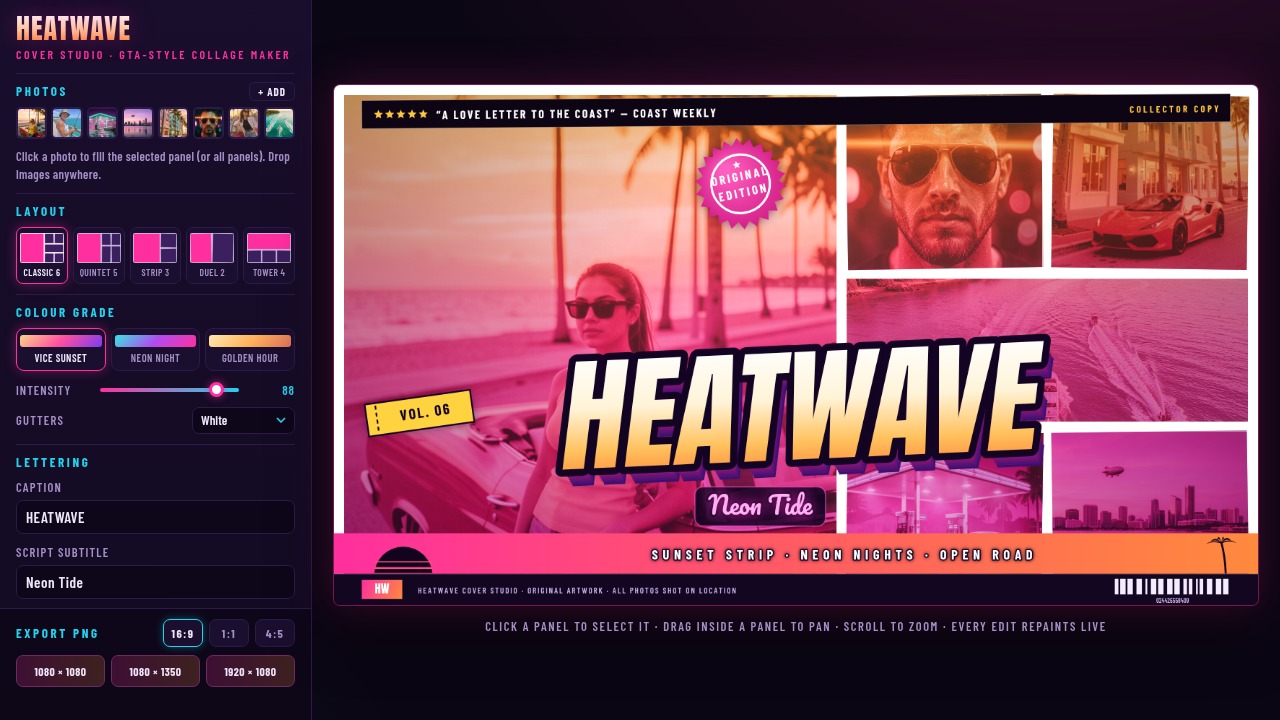 HEATWAVE
COVER STUDIO · GTA-STYLE COLLAGE MAKER
PHOTOS
+ ADD
Click a photo to fill the selected panel (or all panels). Drop
images anywhere.
LAYOUT
CLASSIC 6
QUINTET 5
STRIP 3
DUEL 2
TOWER 4
COLOUR GRADE
VICE SUNSET
NEON NIGHT
GOLDEN HOUR
INTENSITY
88
GUTTERS
White
LETTERING
CAPTION
HEATWAVE
SCRIPT SUBTITLE
Neon Tide
EXPORT PNG
16:9
1:1
4:5
1080 × 1080
1080 × 1350
1920 × 1080
★★★★★ “A LOVE LETTER TO THE COAST” — COAST WEEKLY
COLLECTOR COPY
★
ORIGINAL
EDITION
VOL. 06
HEATWAVE
Neon Tide
SUNSET STRIP · NEON NIGHTS · OPEN ROAD
HW
HEATWAVE COVER STUDIO · ORIGINAL ARTWORK · ALL PHOTOS SHOT ON LOCATION
CLICK A PANEL TO SELECT IT · DRAG INSIDE A PANEL TO PAN · SCROLL TO ZOOM · EVERY EDIT REPAINTS LIVE